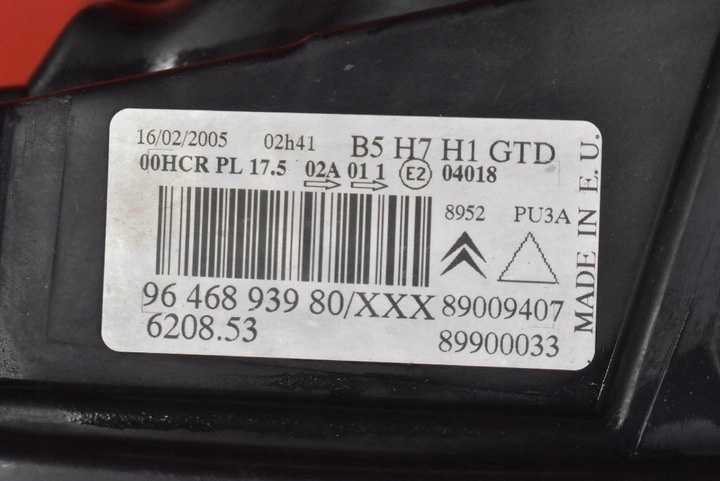 16/02/2005 02h41 B5 H7 H1 GTD
00HCR PL 17.5 02A 01 1 E2 04018
8952 PU3A
96 468 939 80/XXX 89009407
6208.53 89900033
MADE IN E.U.